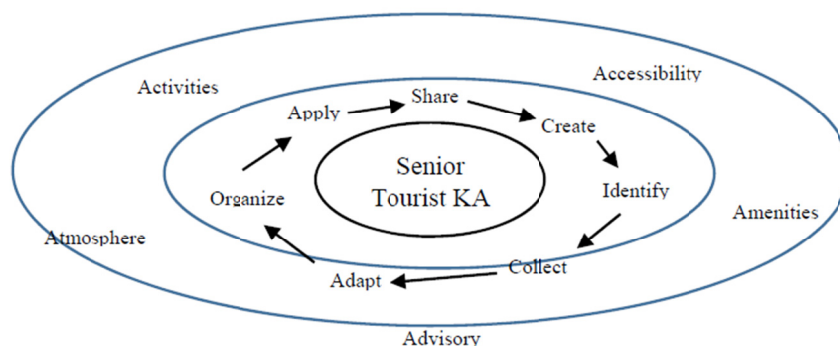 Activities
Accessibility
Share
Apply
Create
Senior
Tourist KA
Organize
Identify
Amenities
Atmosphere
Collect
Adapt
Advisory